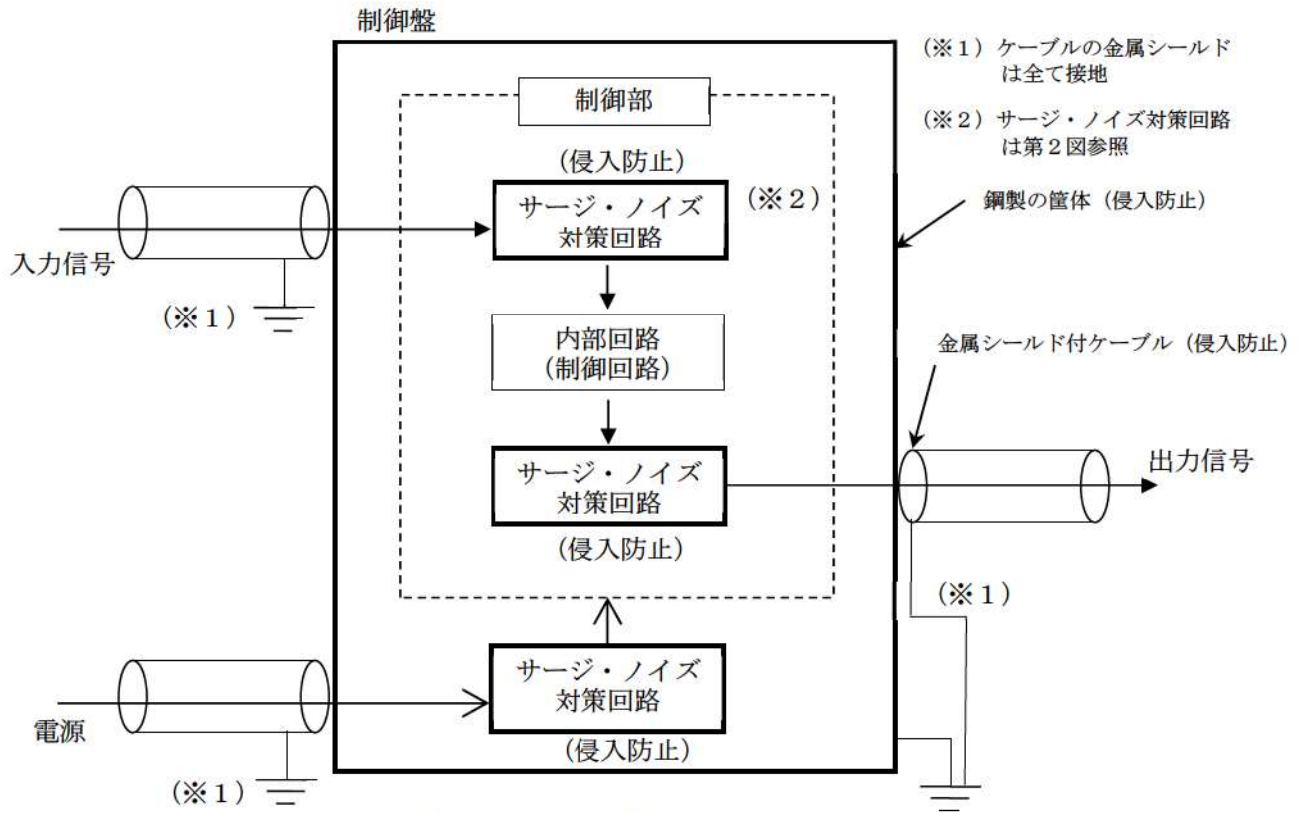 制御盤
(※1)ケーブルの金属シールド
は全て接地
(※2)サージ・ノイズ対策回路
は第2図参照
制御部
(侵入防止)
サージ・ノイズ
対策回路
(※2)
鋼製の筐体(侵入防止)
入力信号
(※1)
内部回路
(制御回路)
金属シールド付ケーブル(侵入防止)
サージ・ノイズ
対策回路
(侵入防止)
出力信号
(※1)
サージ・ノイズ
対策回路
(侵入防止)
電源
(※1)